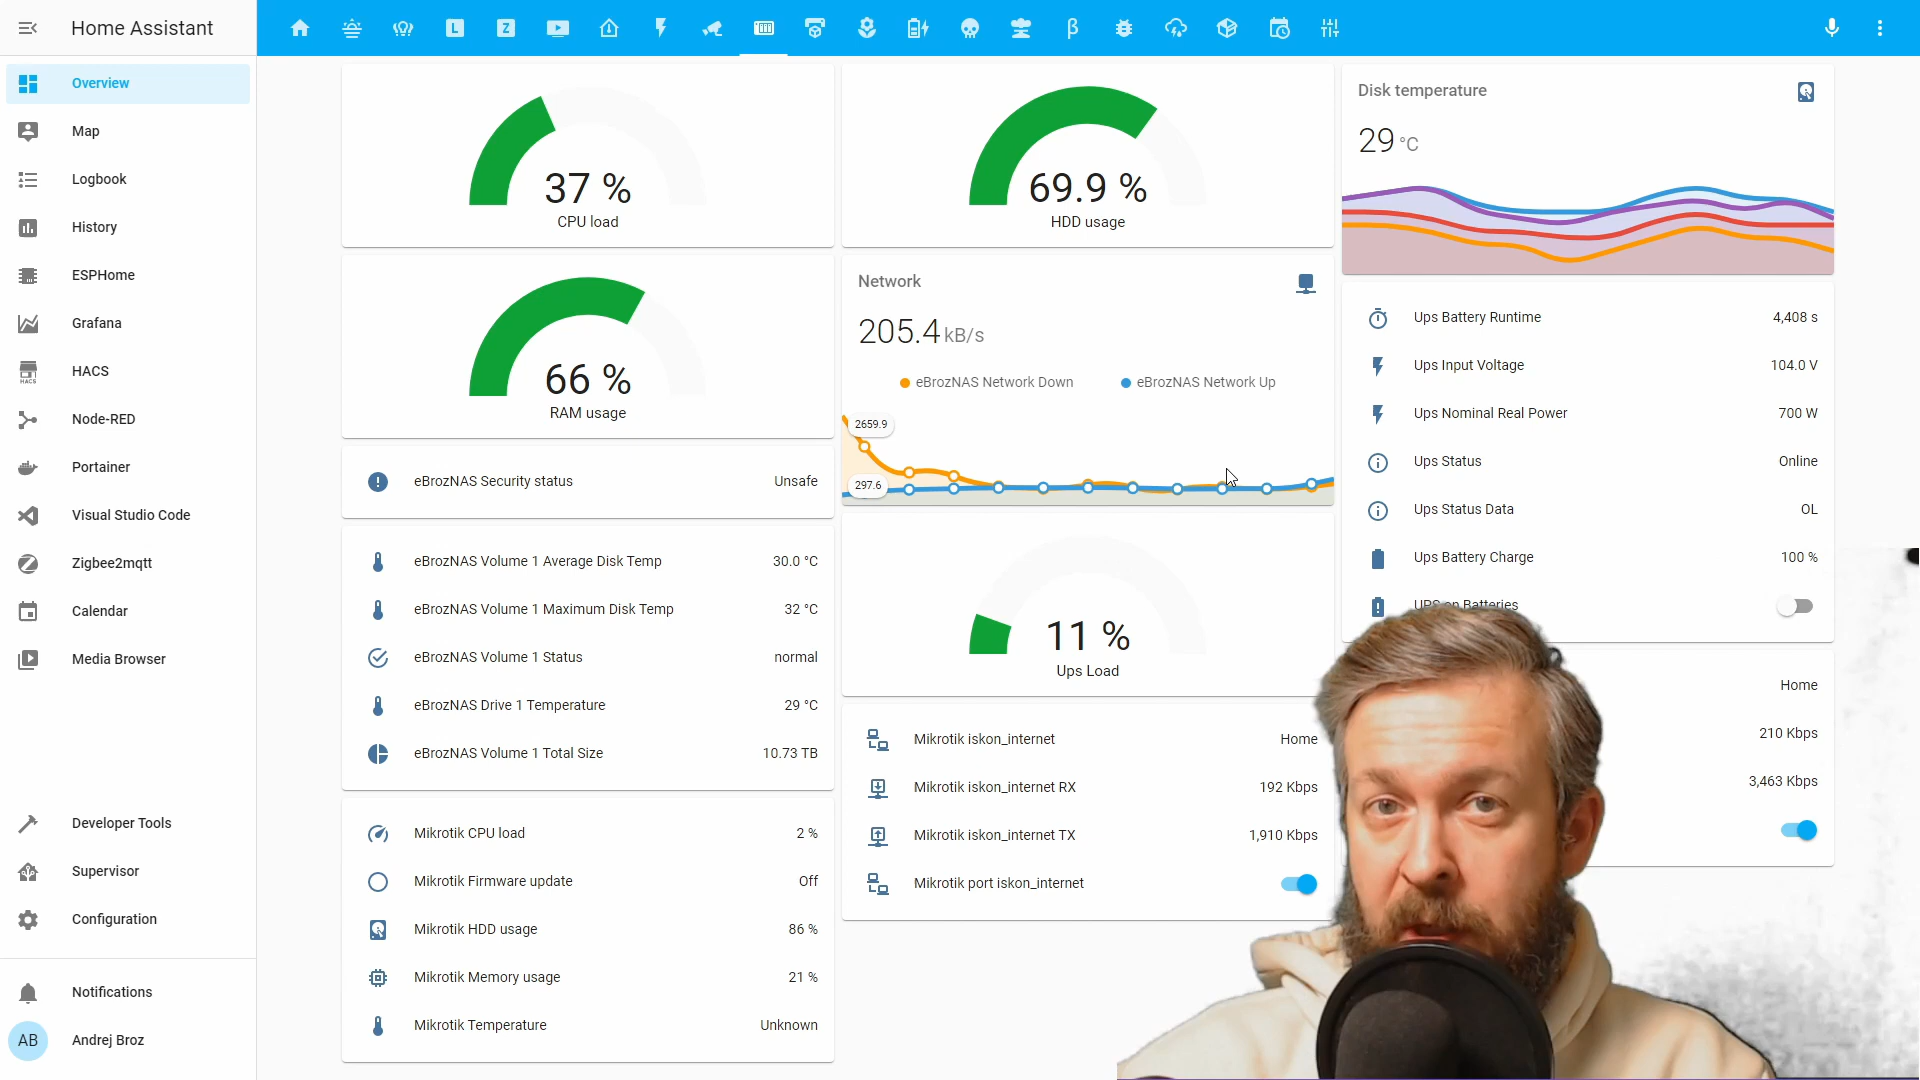 Home Assistant
L
Z
β
Overview
Map
Logbook
History
ESPHome
Grafana
HACS
HACS
Node-RED
Portainer
Visual Studio Code
Zigbee2mqtt
Calendar
Media Browser
Developer Tools
Supervisor
Configuration
Notifications
AB
Andrej Broz
37 %
CPU load
66 %
RAM usage
eBrozNAS Security status Unsafe
eBrozNAS Volume 1 Average Disk Temp 30.0 °C
eBrozNAS Volume 1 Maximum Disk Temp 32 °C
eBrozNAS Volume 1 Status normal
eBrozNAS Drive 1 Temperature 29 °C
eBrozNAS Volume 1 Total Size 10.73 TB
Mikrotik CPU load 2 %
Mikrotik Firmware update Off
Mikrotik HDD usage 86 %
Mikrotik Memory usage 21 %
Mikrotik Temperature Unknown
69.9 %
HDD usage
Network
205.4 kB/s
eBrozNAS Network Down eBrozNAS Network Up
2659.9
297.6
11 %
Ups Load
Mikrotik iskon_internet Home
Mikrotik iskon_internet RX 192 Kbps
Mikrotik iskon_internet TX 1,910 Kbps
Mikrotik port iskon_internet
Disk temperature
29 °C
Ups Battery Runtime 4,408 s
Ups Input Voltage 104.0 V
Ups Nominal Real Power 700 W
Ups Status Online
Ups Status Data OL
Ups Battery Charge 100 %
UPS on Batteries
Home
210 Kbps
3,463 Kbps